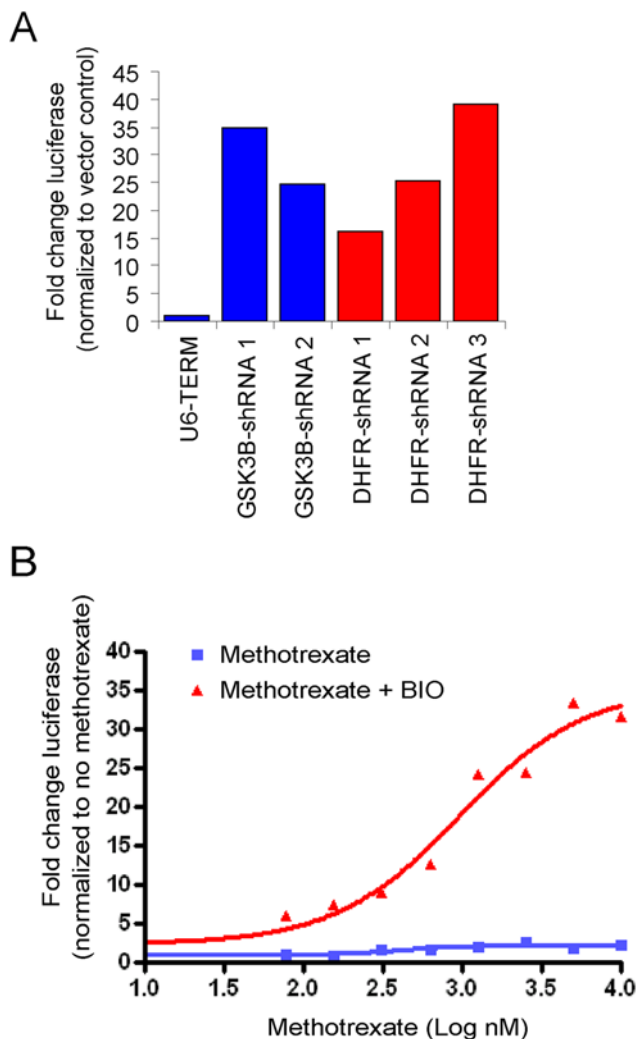 A
Fold change luciferase
(normalized to vector control)
45
40
35
30
25
20
15
10
5
0
U6-TERM
GSK3B-shRNA 1
GSK3B-shRNA 2
DHFR-shRNA 1
DHFR-shRNA 2
DHFR-shRNA 3
B
Fold change luciferase
(normalized to no methotrexate)
40
35
30
25
20
15
10
5
0
Methotrexate
Methotrexate + BIO
1.0 1.5 2.0 2.5 3.0 3.5 4.0
Methotrexate (Log nM)